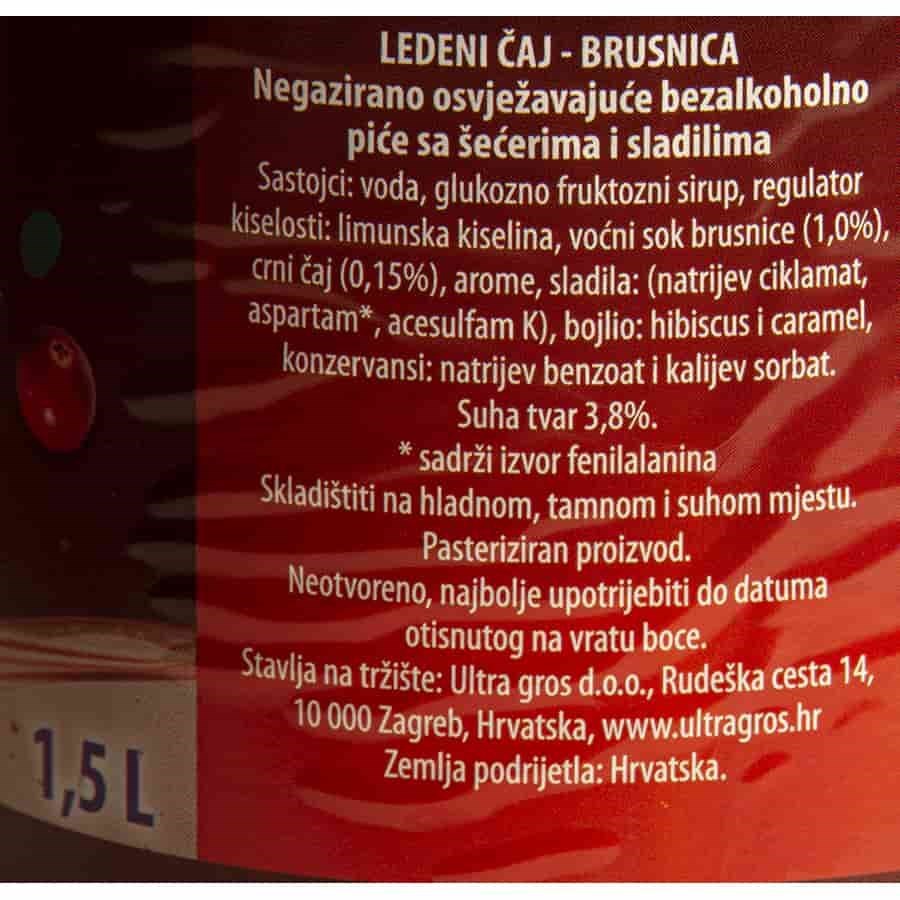 LEDENI ČAJ - BRUSNICA
Negazirano osvježavajuće bezalkoholno
piće sa šećerima i sladilima
Sastojci: voda, glukozno fruktozni sirup, regulator
kiselosti: limunska kiselina, voćni sok brusnice (1,0%),
crni čaj (0,15%), arome, sladila: (natrijev ciklamat,
aspartam*, acesulfam K), bojlio: hibiscus i caramel,
konzervansi: natrijev benzoat i kalijev sorbat.
Suha tvar 3,8%.
* sadrži izvor fenilalanina
Skladištiti na hladnom, tamnom i suhom mjestu.
Pasteriziran proizvod.
Neotvoreno, najbolje upotrijebiti do datuma
otisnutog na vratu boce.
Stavlja na tržište: Ultra gros d.o.o., Rudeška cesta 14,
10 000 Zagreb, Hrvatska, www.ultragros.hr
Zemlja podrijetla: Hrvatska.
1,5 L